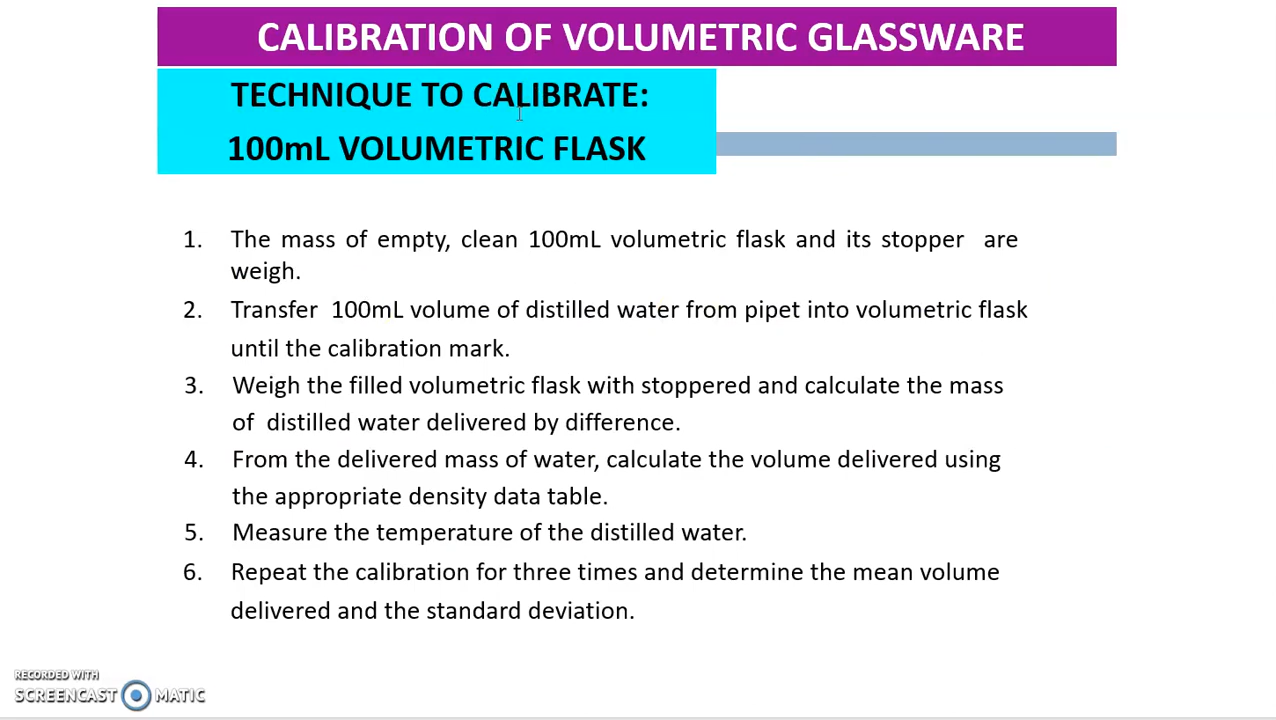 CALIBRATION OF VOLUMETRIC GLASSWARE
TECHNIQUE TO CALIBRATE:
100mL VOLUMETRIC FLASK
1. The mass of empty, clean 100mL volumetric flask and its stopper are
weigh.
2. Transfer 100mL volume of distilled water from pipet into volumetric flask
until the calibration mark.
3. Weigh the filled volumetric flask with stoppered and calculate the mass
of distilled water delivered by difference.
4. From the delivered mass of water, calculate the volume delivered using
the appropriate density data table.
5. Measure the temperature of the distilled water.
6. Repeat the calibration for three times and determine the mean volume
delivered and the standard deviation.
RECORDED WITH
SCREENCAST MATIC